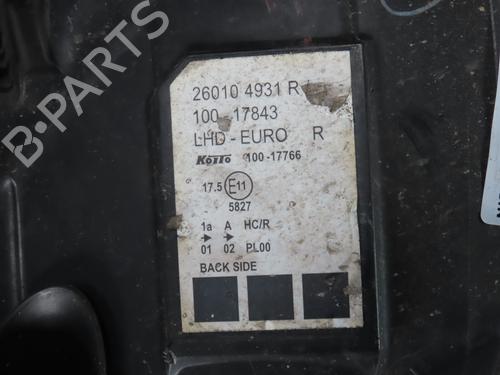 26010 4931 R
100-17843
LHD-EURO R
KOITO 100-17766
17.5 E11
5827
1a A HC/R
01 02 PL00
BACK SIDE
B-PARTS